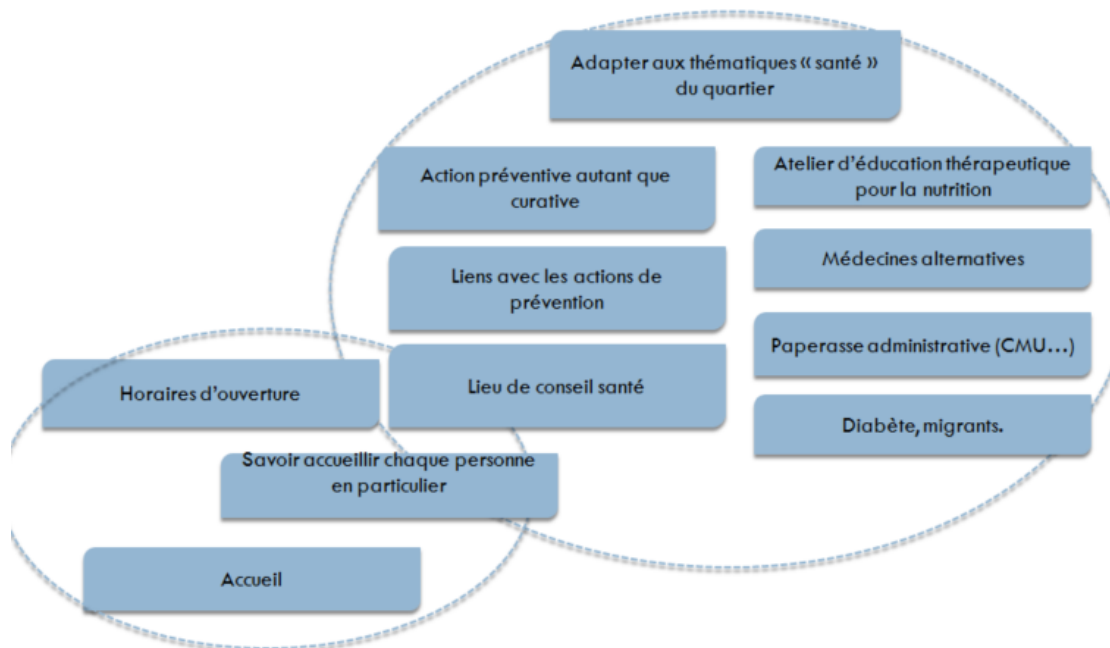 Adapter aux thématiques « santé »
du quartier
Action préventive autant que
curative
Atelier d'éducation thérapeutique
pour la nutrition
Liens avec les actions de
prévention
Médecines alternatives
Paperasse administrative (CMU...)
Horaires d'ouverture
Lieu de conseil santé
Diabète, migrants.
Savoir accueillir chaque personne
en particulier
Accueil